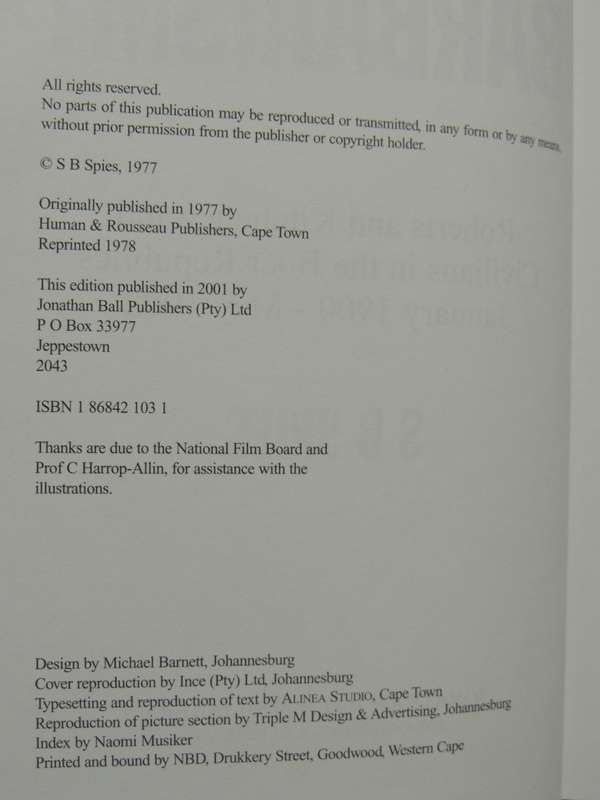 All rights reserved.
No parts of this publication may be reproduced or transmitted, in any form or by any means,
without prior permission from the publisher or copyright holder.
© S B Spies, 1977
Originally published in 1977 by
Human & Rousseau Publishers, Cape Town
Reprinted 1978
This edition published in 2001 by
Jonathan Ball Publishers (Pty) Ltd
P O Box 33977
Jeppestown
2043
ISBN 1 86842 103 1
Thanks are due to the National Film Board and
Prof C Harrop-Allin, for assistance with the
illustrations.
Design by Michael Barnett, Johannesburg
Cover reproduction by Ince (Pty) Ltd, Johannesburg
Typesetting and reproduction of text by ALINEA STUDIO, Cape Town
Reproduction of picture section by Triple M Design & Advertising, Johannesburg
Index by Naomi Musiker
Printed and bound by NBD, Drukkery Street, Goodwood, Western Cape